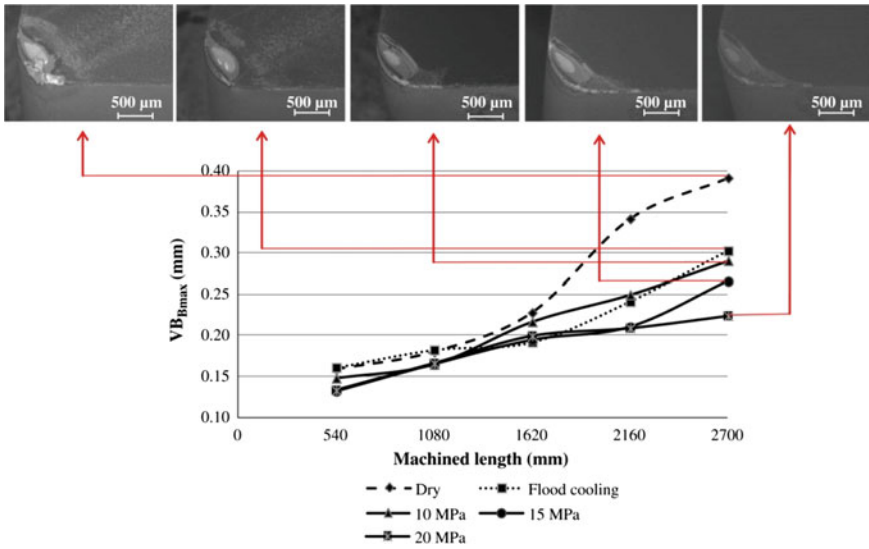 500 µm 500 µm 500 µm 500 µm 500 µm
0.40
0.35
0.30
0.25
0.20
0.15
0.10
VB_Bmax (mm)
0 540 1080 1620 2160 2700
Machined length (mm)
Dry Flood cooling
10 MPa 15 MPa
20 MPa